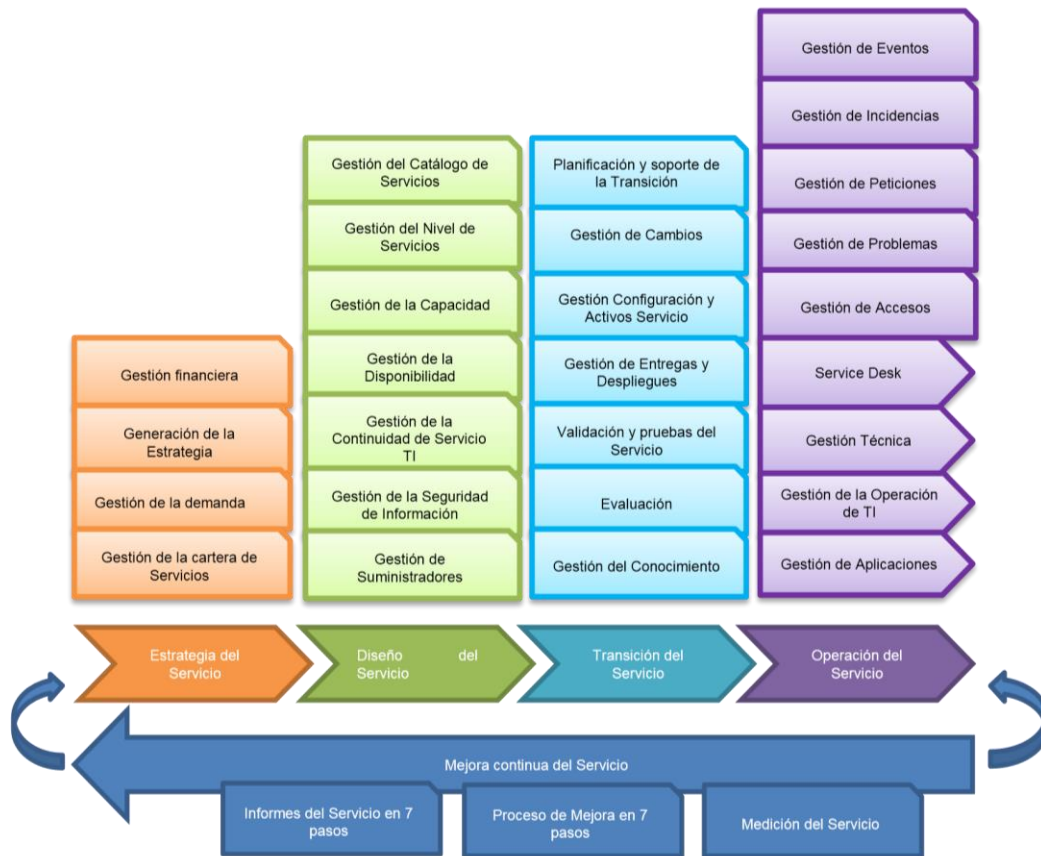 Gestión financiera
Generación de la
Estrategia
Gestión de la demanda
Gestión de la cartera de
Servicios
Gestión del Catálogo de
Servicios
Gestión del Nivel de
Servicios
Gestión de la Capacidad
Gestión de la
Disponibilidad
Gestión de la
Continuidad de Servicio
TI
Gestión de la Seguridad
de Información
Gestión de
Suministradores
Planificación y soporte de
la Transición
Gestión de Cambios
Gestión Configuración y
Activos Servicio
Gestión de Entregas y
Despliegues
Validación y pruebas del
Servicio
Evaluación
Gestión del Conocimiento
Gestión de Eventos
Gestión de Incidencias
Gestión de Peticiones
Gestión de Problemas
Gestión de Accesos
Service Desk
Gestión Técnica
Gestión de la Operación
de TI
Gestión de Aplicaciones
Estrategia del
Servicio
Diseño del
Servicio
Transición del
Servicio
Operación del
Servicio
Mejora continua del Servicio
Informes del Servicio en 7
pasos
Proceso de Mejora en 7
pasos
Medición del Servicio